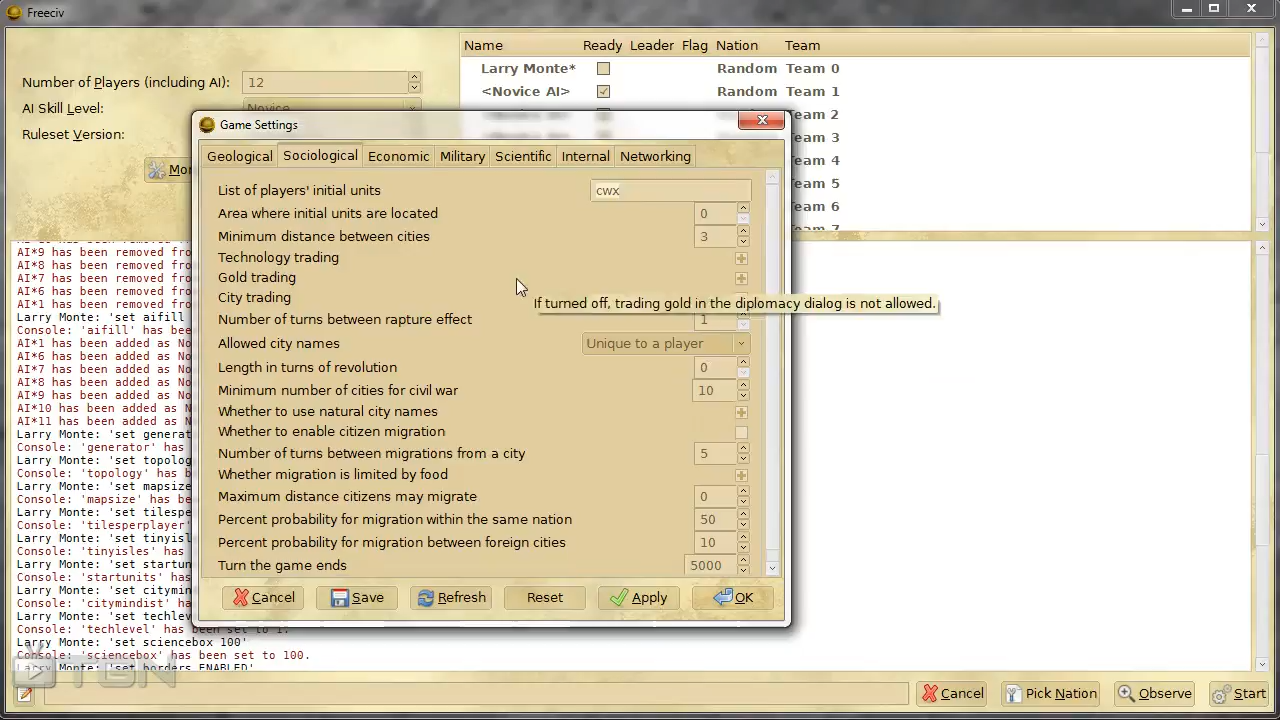 Freeciv
Name Ready Leader Flag Nation Team
Larry Monte* Random Team 0
<Novice AI> Random Team 1
Team 2
Team 3
Team 4
Team 5
Team 6
Number of Players (including AI): 12
AI Skill Level: Novice
Ruleset Version:
Mor
Game Settings
Geological Sociological Economic Military Scientific Internal Networking
List of players' initial units cwx
Area where initial units are located 0
Minimum distance between cities 3
Technology trading
Gold trading
City trading
If turned off, trading gold in the diplomacy dialog is not allowed.
Number of turns between rapture effect 1
Allowed city names Unique to a player
Length in turns of revolution 0
Minimum number of cities for civil war 10
Whether to use natural city names
Whether to enable citizen migration
Number of turns between migrations from a city 5
Whether migration is limited by food
Maximum distance citizens may migrate 0
Percent probability for migration within the same nation 50
Percent probability for migration between foreign cities 10
Turn the game ends 5000
Cancel Save Refresh Reset Apply OK
AI*9 has been removed fro
AI*8 has been removed fro
AI*7 has been removed fro
AI*6 has been removed fro
AI*1 has been removed fro
Larry Monte: 'set aifill
Console: 'aifill' has be
AI*1 has been added as No
AI*6 has been added as No
AI*7 has been added as No
AI*8 has been added as No
AI*9 has been added as No
AI*10 has been added as N
AI*11 has been added as N
Larry Monte: 'set generat
Console: 'generator' has
Larry Monte: 'set topolog
Console: 'topology' has b
Larry Monte: 'set mapsize
Console: 'mapsize' has be
Larry Monte: 'set tilespe
Console: 'tilesperplayer'
Larry Monte: 'set tinyisl
Console: 'tinyisles' has
Larry Monte: 'set startun
Console: 'startunits' has
Larry Monte: 'set citymin
Console: 'citymindist' ha
Larry Monte: 'set techlev
Console: 'techlevel' has been set to 1.
Larry Monte: 'set sciencebox 100'
Console: 'sciencebox' has been set to 100.
Larry Monte: 'set borders ENABLED'
TGN
Cancel Pick Nation Observe Start